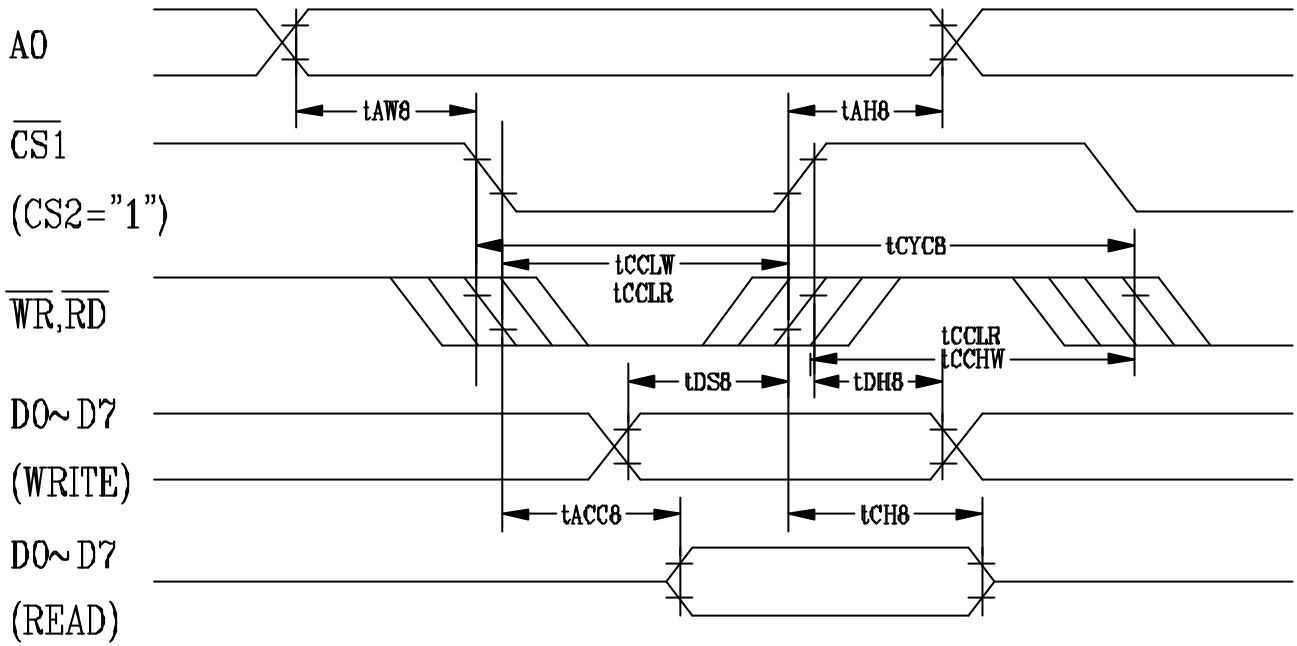 A0
tAW8
tAH8
CS1
(CS2="1")
tCYC8
tCCLW
tCCLR
WR,RD
tCCLR
tCCHW
tDS8
tDH8
D0~D7
(WRITE)
tACC8
tCH8
D0~D7
(READ)